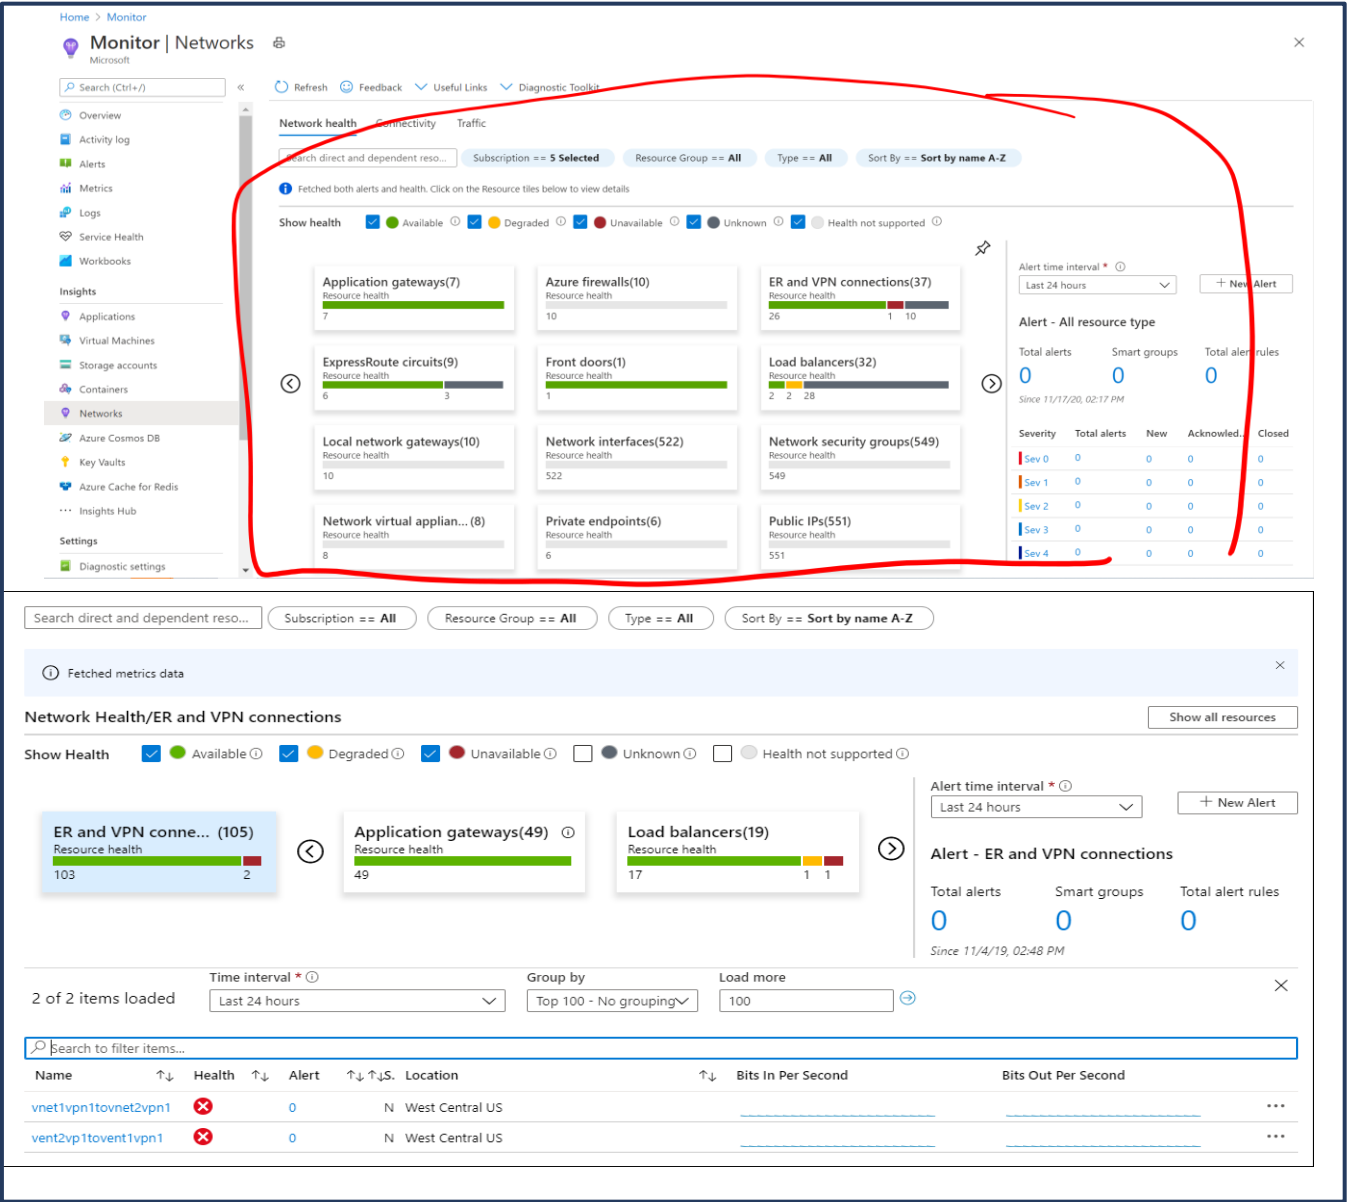 Home > Monitor
Monitor | Networks
Microsoft
Search (Ctrl+/)
«
Refresh Feedback Useful Links Diagnostic Toolkit
Overview
Activity log
Alerts
Metrics
Logs
Service Health
Workbooks
Insights
Applications
Virtual Machines
Storage accounts
Containers
Networks
Azure Cosmos DB
Key Vaults
Azure Cache for Redis
Insights Hub
Settings
Diagnostic settings
Network health Connectivity Traffic
Search direct and dependent reso... Subscription == 5 Selected Resource Group == All Type == All Sort By == Sort by name A-Z
Fetched both alerts and health. Click on the Resource tiles below to view details
Show health Available Degraded Unavailable Unknown Health not supported
Application gateways(7)
Resource health
7
Azure firewalls(10)
Resource health
10
ER and VPN connections(37)
Resource health
26 1 10
ExpressRoute circuits(9)
Resource health
6 3
Front doors(1)
Resource health
1
Load balancers(32)
Resource health
2 2 28
Local network gateways(10)
Resource health
10
Network interfaces(522)
Resource health
522
Network security groups(549)
Resource health
549
Network virtual applian... (8)
Resource health
8
Private endpoints(6)
Resource health
6
Public IPs(551)
Resource health
551
Alert time interval *
Last 24 hours
+ New Alert
Alert - All resource type
Total alerts Smart groups Total alert rules
0 0 0
Since 11/17/20, 02:17 PM
Severity Total alerts New Acknowled... Closed
Sev 0 0 0 0 0
Sev 1 0 0 0 0
Sev 2 0 0 0 0
Sev 3 0 0 0 0
Sev 4 0 0 0 0
Search direct and dependent reso... Subscription == All Resource Group == All Type == All Sort By == Sort by name A-Z
Fetched metrics data
Network Health/ER and VPN connections
Show all resources
Show Health Available Degraded Unavailable Unknown Health not supported
ER and VPN conne... (105)
Resource health
103 2
Application gateways(49)
Resource health
49
Load balancers(19)
Resource health
17 1 1
Alert time interval *
Last 24 hours
+ New Alert
Alert - ER and VPN connections
Total alerts Smart groups Total alert rules
0 0 0
Since 11/4/19, 02:48 PM
Time interval * Group by Load more
2 of 2 items loaded Last 24 hours Top 100 - No grouping 100
Search to filter items...
Name Health Alert S. Location Bits In Per Second Bits Out Per Second
vnet1vpn1tovnet2vpn1 0 N West Central US
vent2vp1tovent1vpn1 0 N West Central US